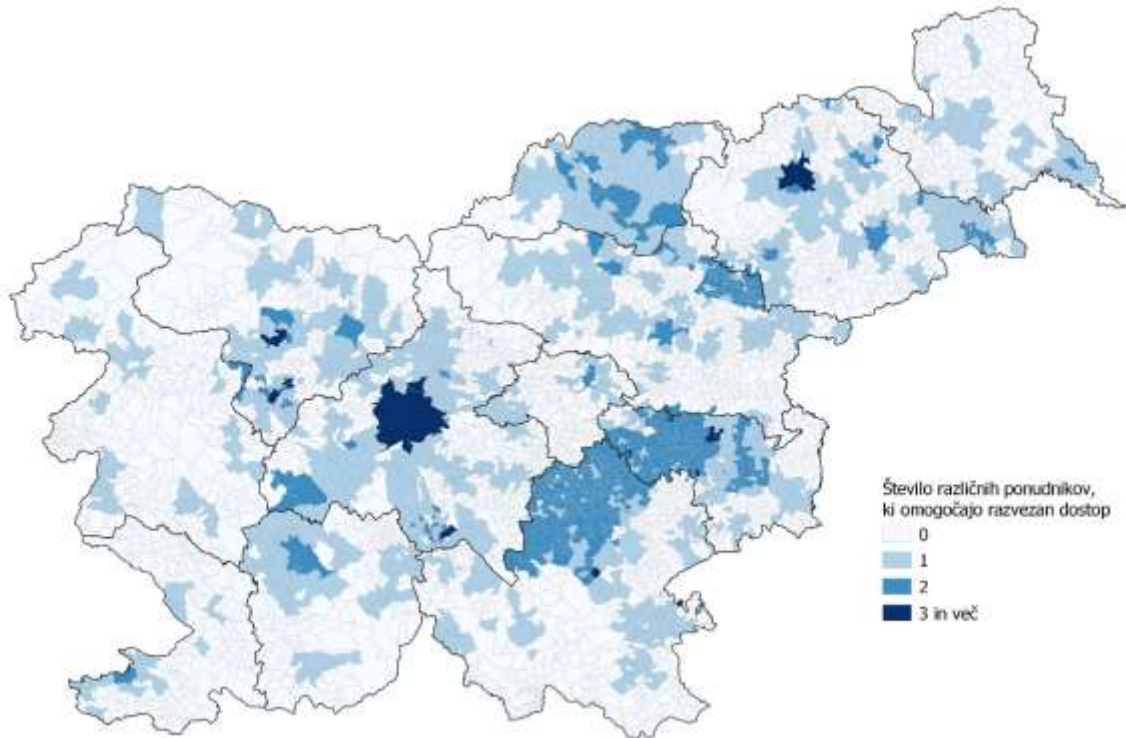 Število različnih ponudnikov,
ki omogočajo razvezan dostop
0
1
2
3 in več